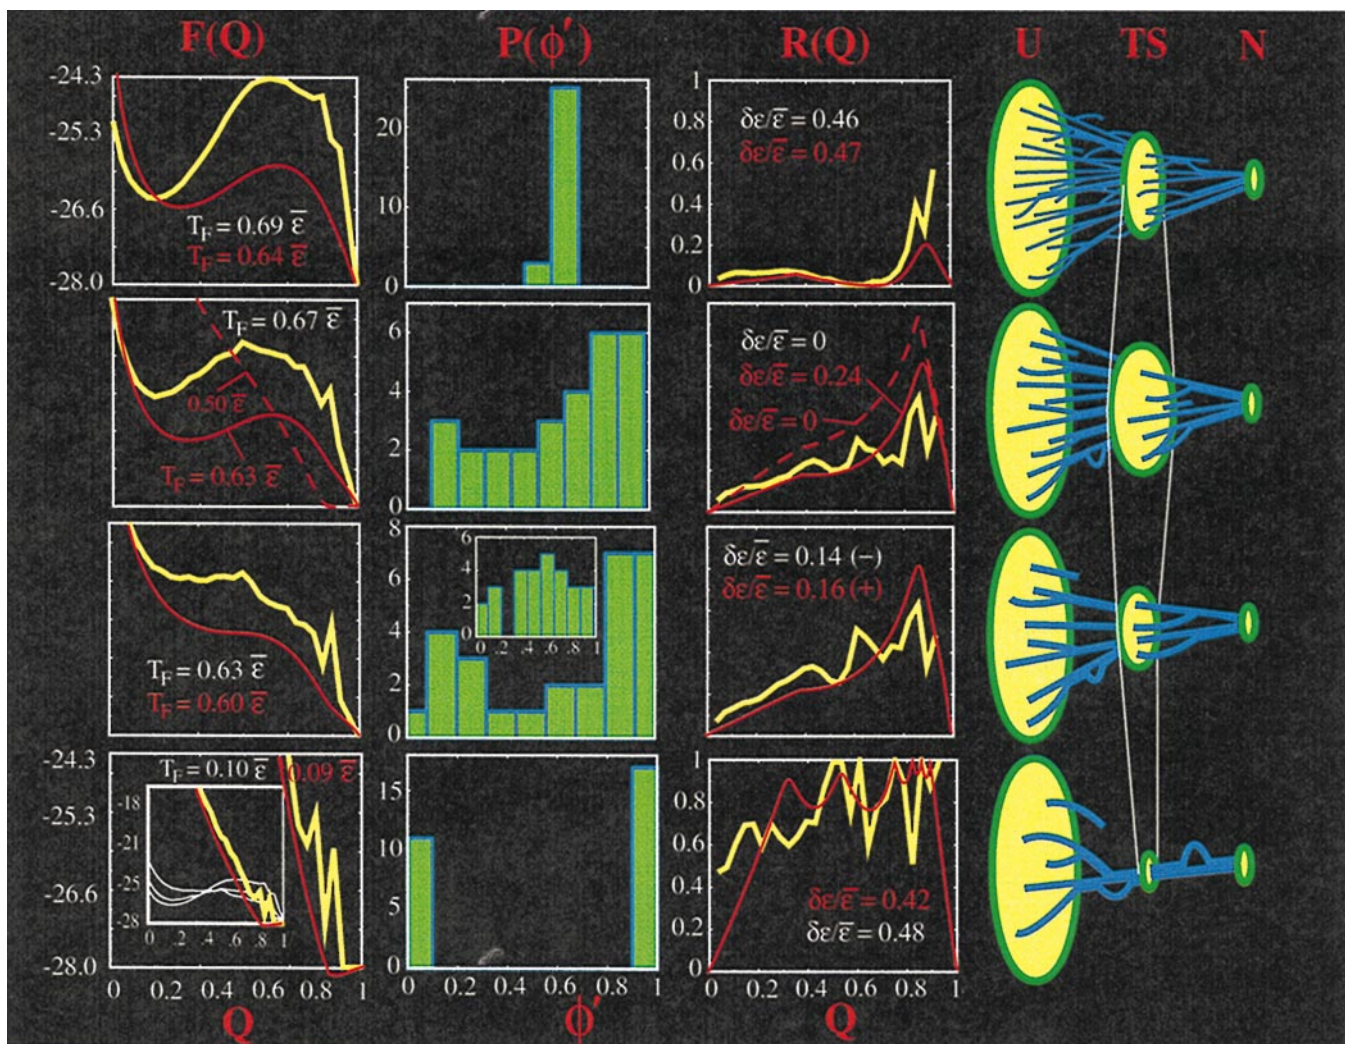 F(Q) P(ϕ′) R(Q) U TS N
-24.3
-25.3
-26.6
-28.0
T_F = 0.69 ε̄
T_F = 0.64 ε̄
20
10
0
1
0.8
0.6
0.4
0.2
0
δε/ε̄ = 0.46
δε/ε̄ = 0.47
T_F = 0.67 ε̄
0.50 ε̄
T_F = 0.63 ε̄
6
4
2
0
δε/ε̄ = 0
δε/ε̄ = 0.24
δε/ε̄ = 0
T_F = 0.63 ε̄
T_F = 0.60 ε̄
8
6
4
2
0
6
4
2
0
0 .2 .4 .6 .8 1
δε/ε̄ = 0.14 (–)
δε/ε̄ = 0.16 (+)
-24.3
-25.3
-26.6
-28.0
T_F = 0.10 ε̄ 0.09 ε̄
-18
-21
-25
-28
0 .2 .4 .6 .8 1
0 0.2 0.4 0.6 0.8 1
Q
15
10
5
0
0.2 0.4 0.6 0.8 1
ϕ′
1
0.8
0.6
0.4
0.2
0
δε/ε̄ = 0.42
δε/ε̄ = 0.48
0 0.2 0.4 0.6 0.8 1
Q